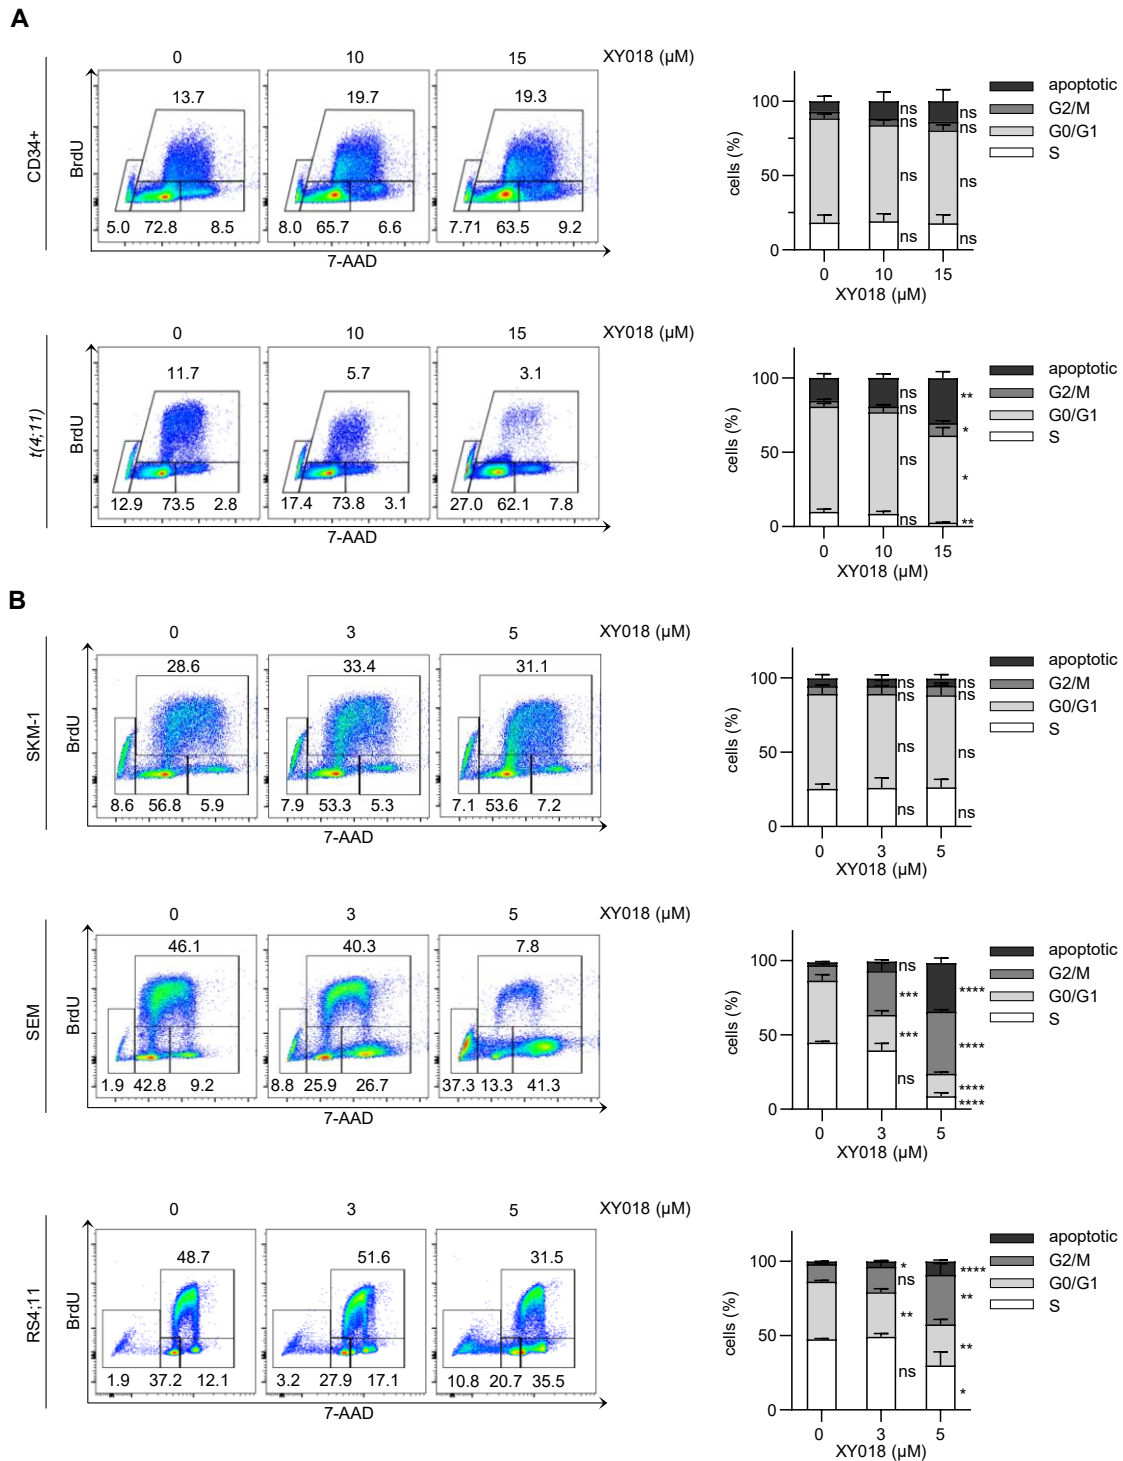 A
0 10 15 XY018 (µM)
CD34+
BrdU
13.7 19.7 19.3
5.0 72.8 8.5 8.0 65.7 6.6 7.71 63.5 9.2
7-AAD
cells (%)
100
50
0
ns
ns
ns
ns
ns
ns
ns
ns
0 10 15
XY018 (µM)
apoptotic
G2/M
G0/G1
S
0 10 15 XY018 (µM)
t(4;11)
BrdU
11.7 5.7 3.1
12.9 73.5 2.8 17.4 73.8 3.1 27.0 62.1 7.8
7-AAD
cells (%)
100
50
0
ns
ns
ns
ns
**
*
*
**
0 10 15
XY018 (µM)
apoptotic
G2/M
G0/G1
S
B
0 3 5 XY018 (µM)
SKM-1
BrdU
28.6 33.4 31.1
8.6 56.8 5.9 7.9 53.3 5.3 7.1 53.6 7.2
7-AAD
cells (%)
100
50
0
ns
ns
ns
ns
ns
ns
ns
ns
0 3 5
XY018 (µM)
apoptotic
G2/M
G0/G1
S
0 3 5 XY018 (µM)
SEM
BrdU
46.1 40.3 7.8
1.9 42.8 9.2 8.8 25.9 26.7 37.3 13.3 41.3
7-AAD
cells (%)
100
50
0
ns
***
***
ns
****
****
****
****
0 3 5
XY018 (µM)
apoptotic
G2/M
G0/G1
S
0 3 5 XY018 (µM)
RS4;11
BrdU
48.7 51.6 31.5
1.9 37.2 12.1 3.2 27.9 17.1 10.8 20.7 35.5
7-AAD
cells (%)
100
50
0
*
ns
**
ns
****
**
**
*
0 3 5
XY018 (µM)
apoptotic
G2/M
G0/G1
S